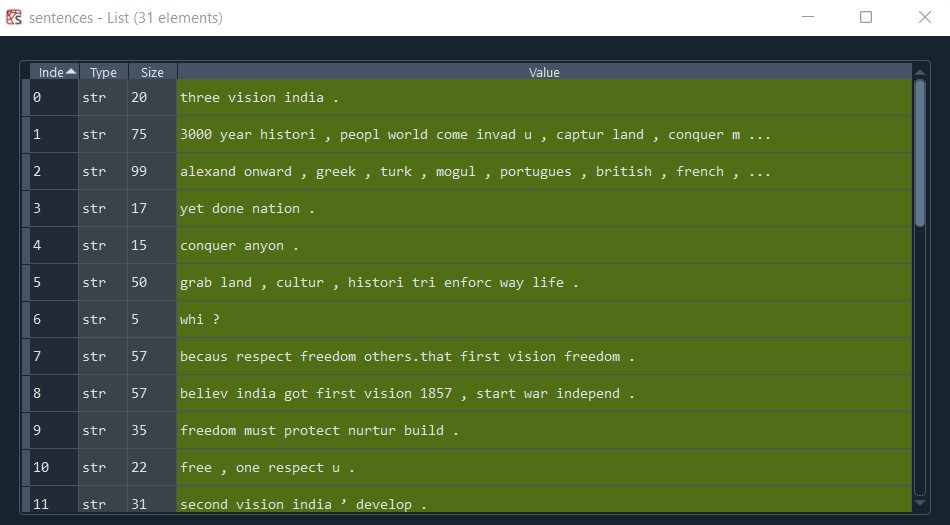 sentences - List (31 elements)
Inde Type Size Value
0 str 20 three vision india .
1 str 75 3000 year histori , peopl world come invad u , captur land , conquer m ...
2 str 99 alexand onward , greek , turk , mogul , portugues , british , french , ...
3 str 17 yet done nation .
4 str 15 conquer anyon .
5 str 50 grab land , cultur , histori tri enforc way life .
6 str 5 whi ?
7 str 57 becaus respect freedom others.that first vision freedom .
8 str 57 believ india got first vision 1857 , start war independ .
9 str 35 freedom must protect nurtur build .
10 str 22 free , one respect u .
11 str 31 second vision india ’ develop .